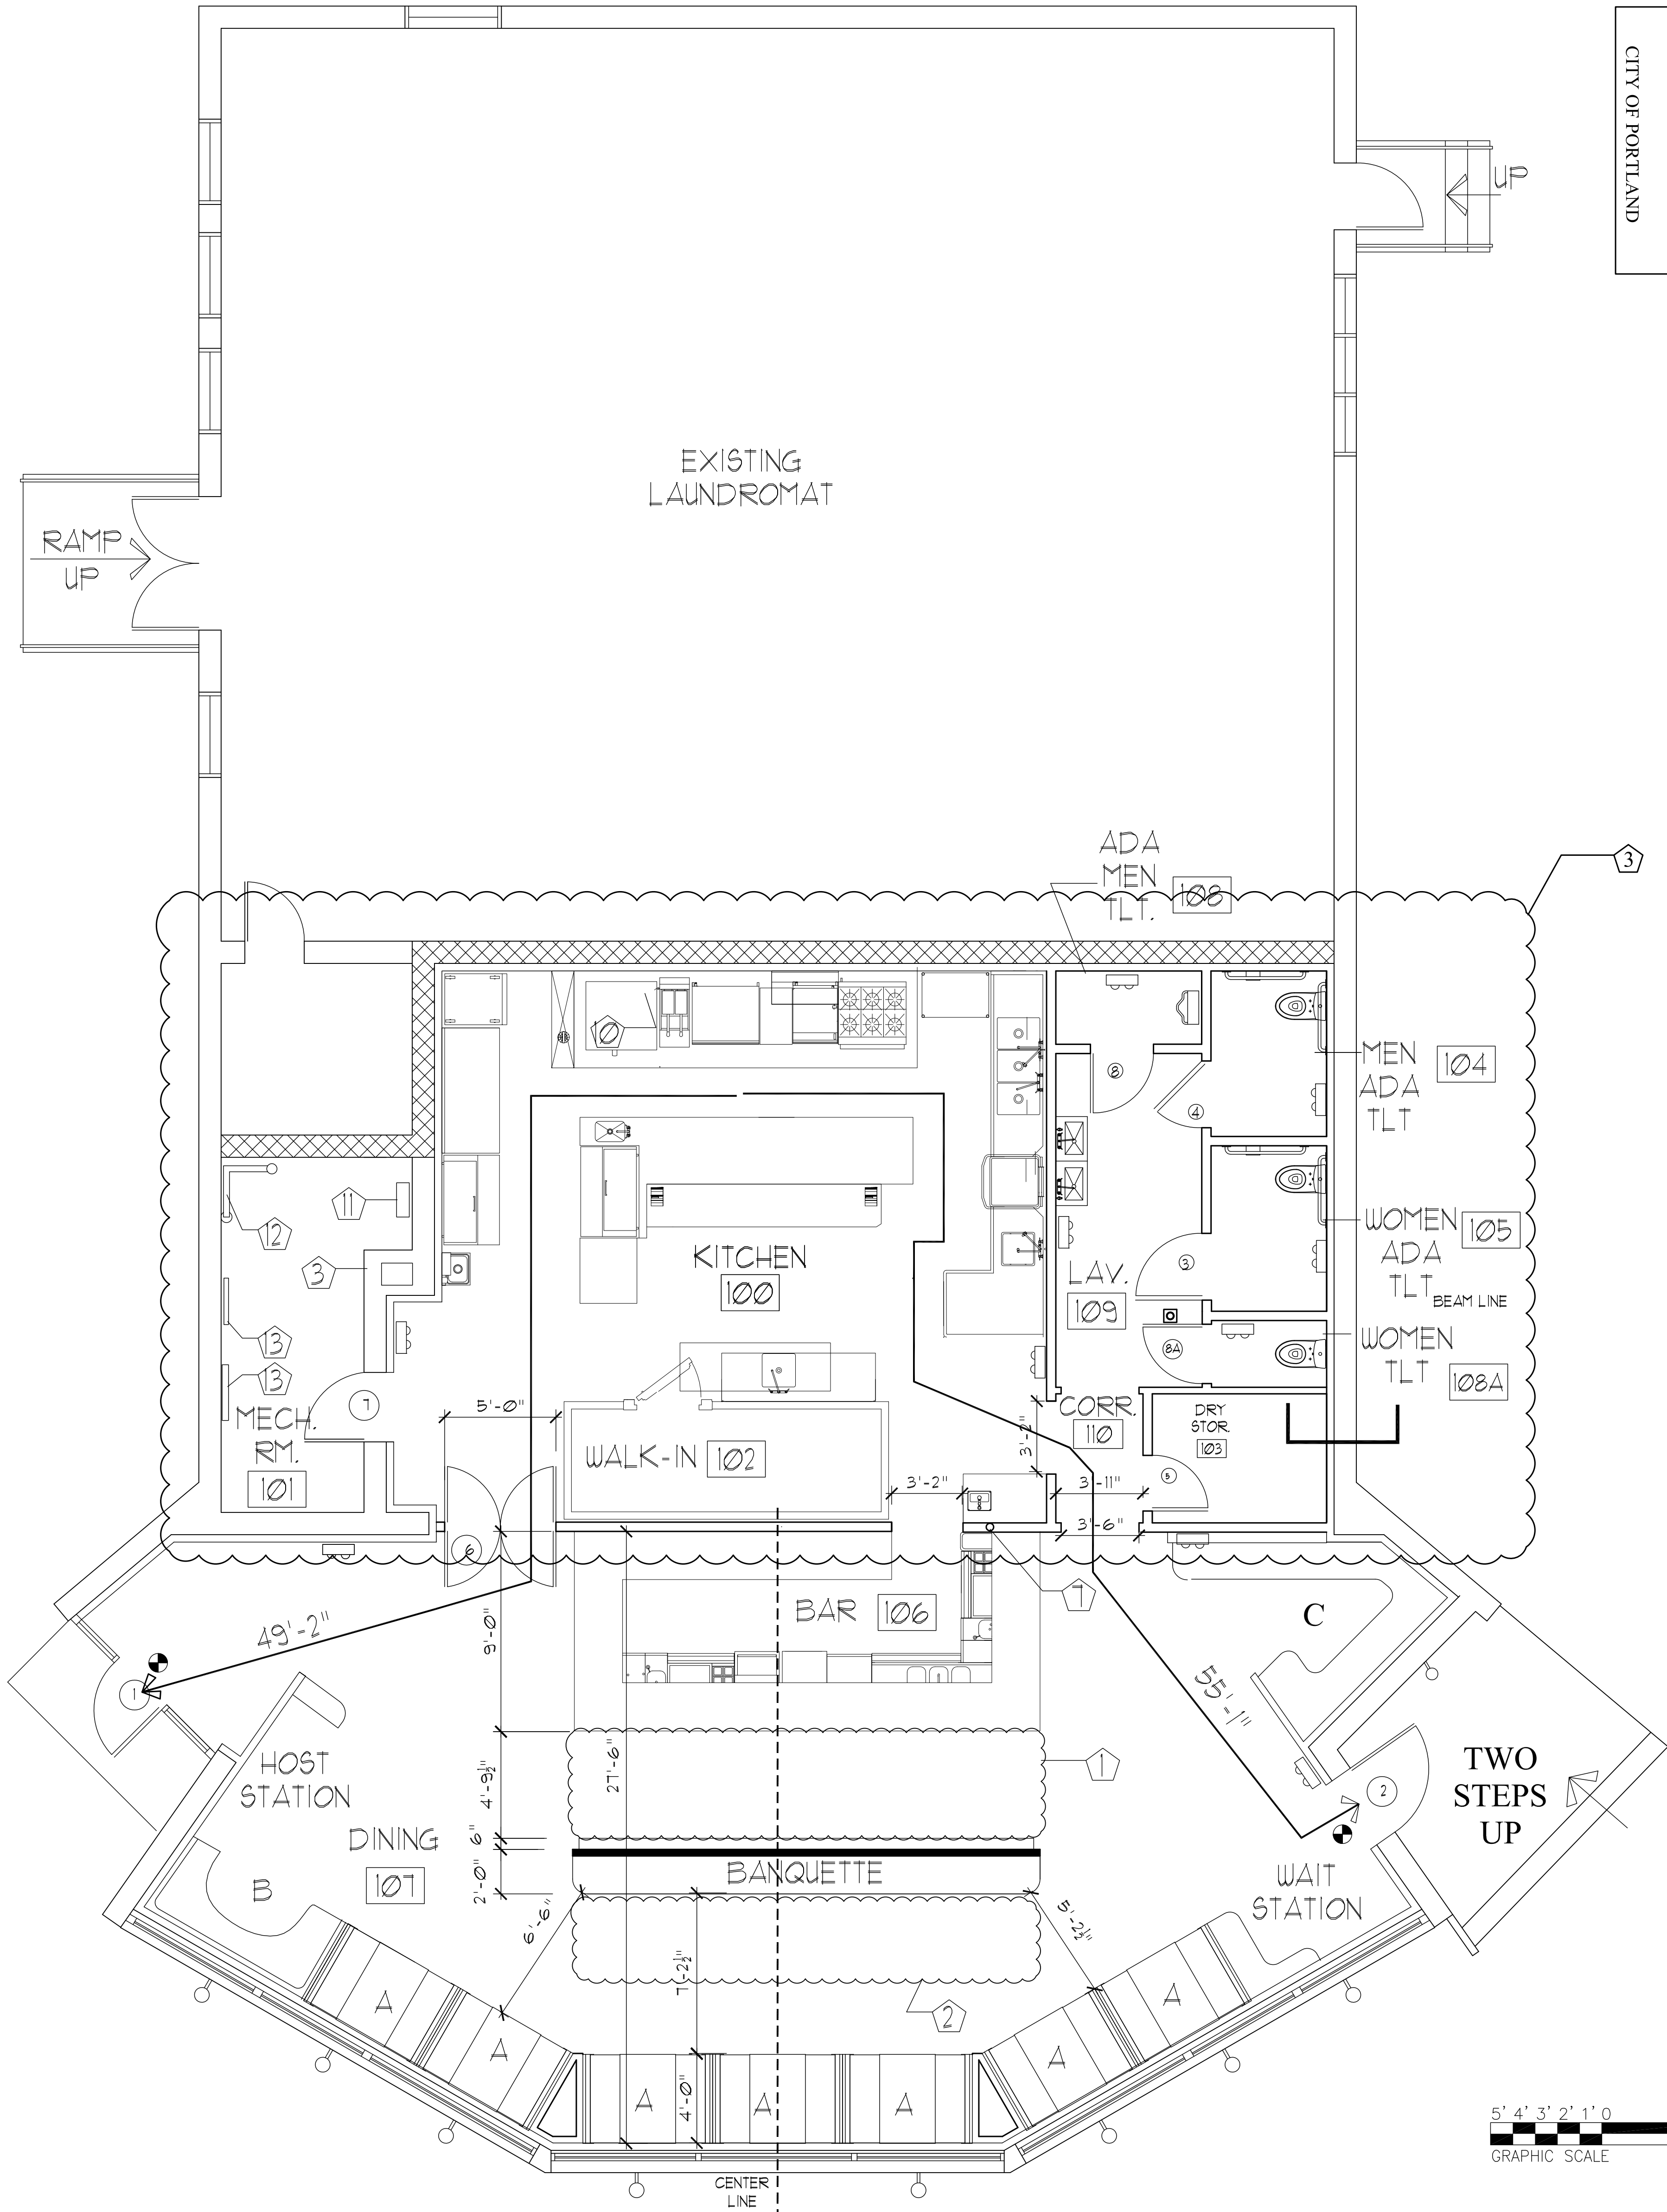 CITY OF PORTLAND
UP
EXISTING
LAUNDROMAT
RAMP
UP
ADA
MEN
TLT.
108
3
10
MEN
ADA
TLT
104
8
4
11
12
3
13
13
KITCHEN
100
LAV.
109
3
WOMEN
ADA
TLT
105
BEAM LINE
WOMEN
TLT
108A
8A
7
MECH.
RM.
101
5'-0"
WALK-IN
102
3'-2"
3'-2"
CORR.
110
DRY
STOR.
103
5
3'-11"
3'-6"
6
BAR
106
7
C
49'-2"
9'-0"
55'-1"
1
HOST
STATION
27'-6"
4'-9½"
1
2
TWO
STEPS
UP
DINING
107
6"
2'-0"
BANQUETTE
B
WAIT
STATION
6'-6"
5'-2½"
7'-2½"
2
A
A
A
A
A
A
A
4'-0"
CENTER
LINE
5' 4' 3' 2' 1' 0
GRAPHIC SCALE